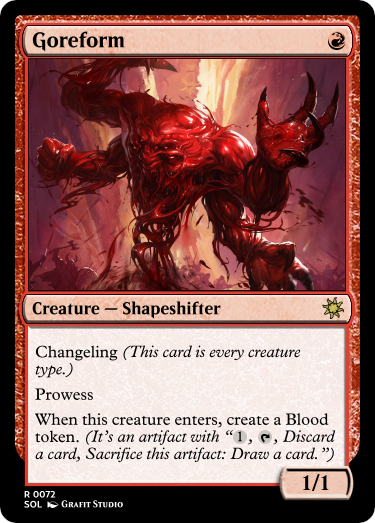 Goreform
Creature — Shapeshifter
Changeling (This card is every creature
type.)
Prowess
When this creature enters, create a Blood
token. (It's an artifact with “1, , Discard
a card, Sacrifice this artifact: Draw a card.”)
1/1
R 0072
SOL Grafit Studio